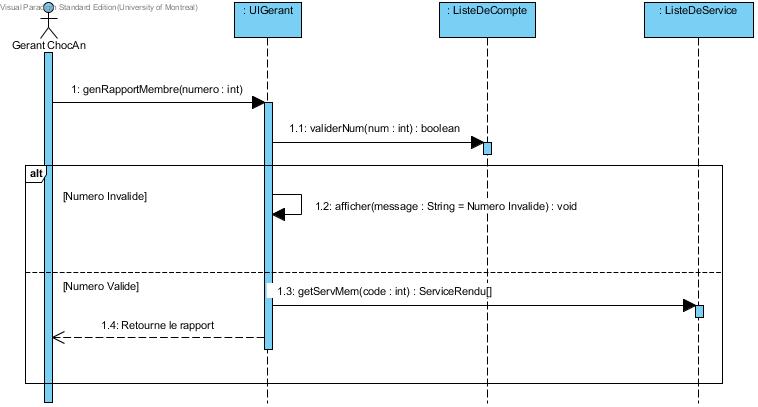 Visual Paradigm Standard Edition(University of Montreal)
: UIGerant
: ListeDeCompte
: ListeDeService
Gerant ChocAn
1: genRapportMembre(numero : int)
1.1: validerNum(num : int) : boolean
alt
[Numero Invalide]
1.2: afficher(message : String = Numero Invalide) : void
[Numero Valide]
1.3: getServMem(code : int) : ServiceRendu[]
1.4: Retourne le rapport